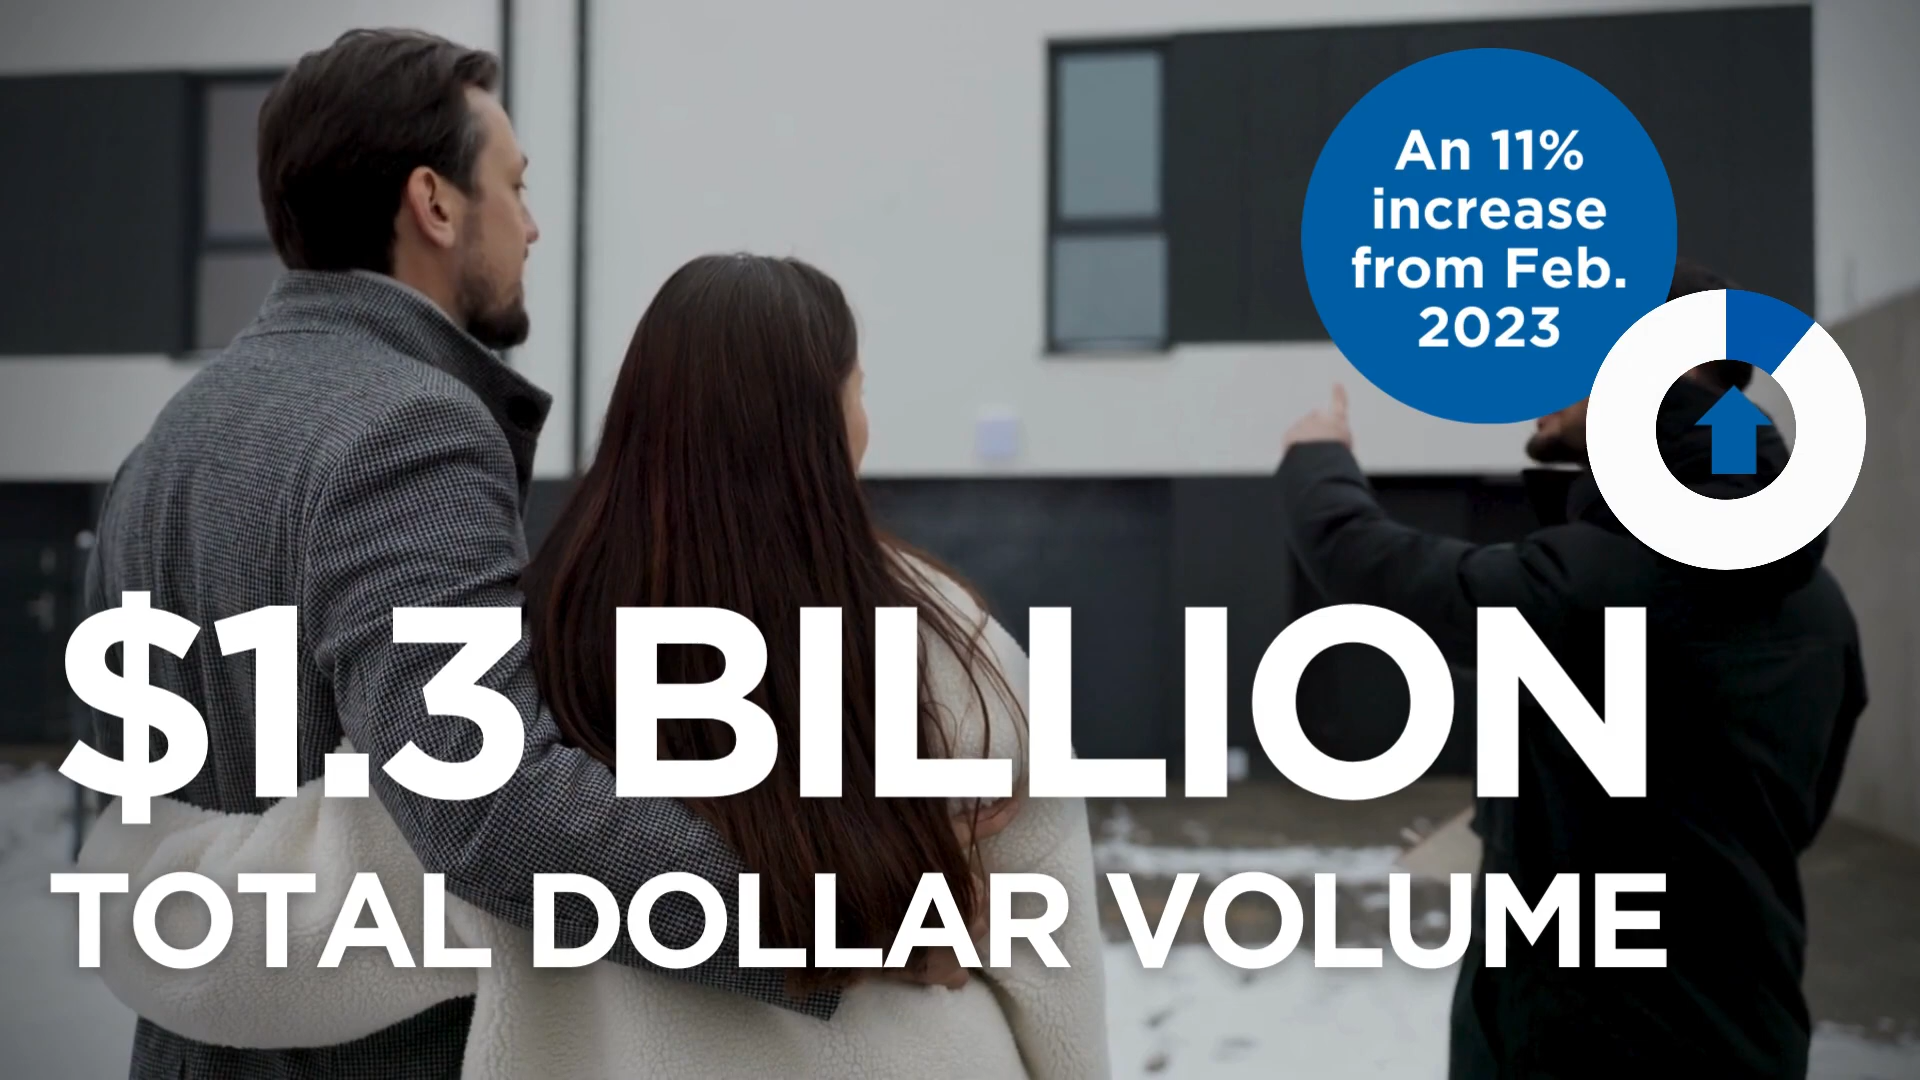 An 11%
increase
from Feb.
2023
$1.3 BILLION
TOTAL DOLLAR VOLUME